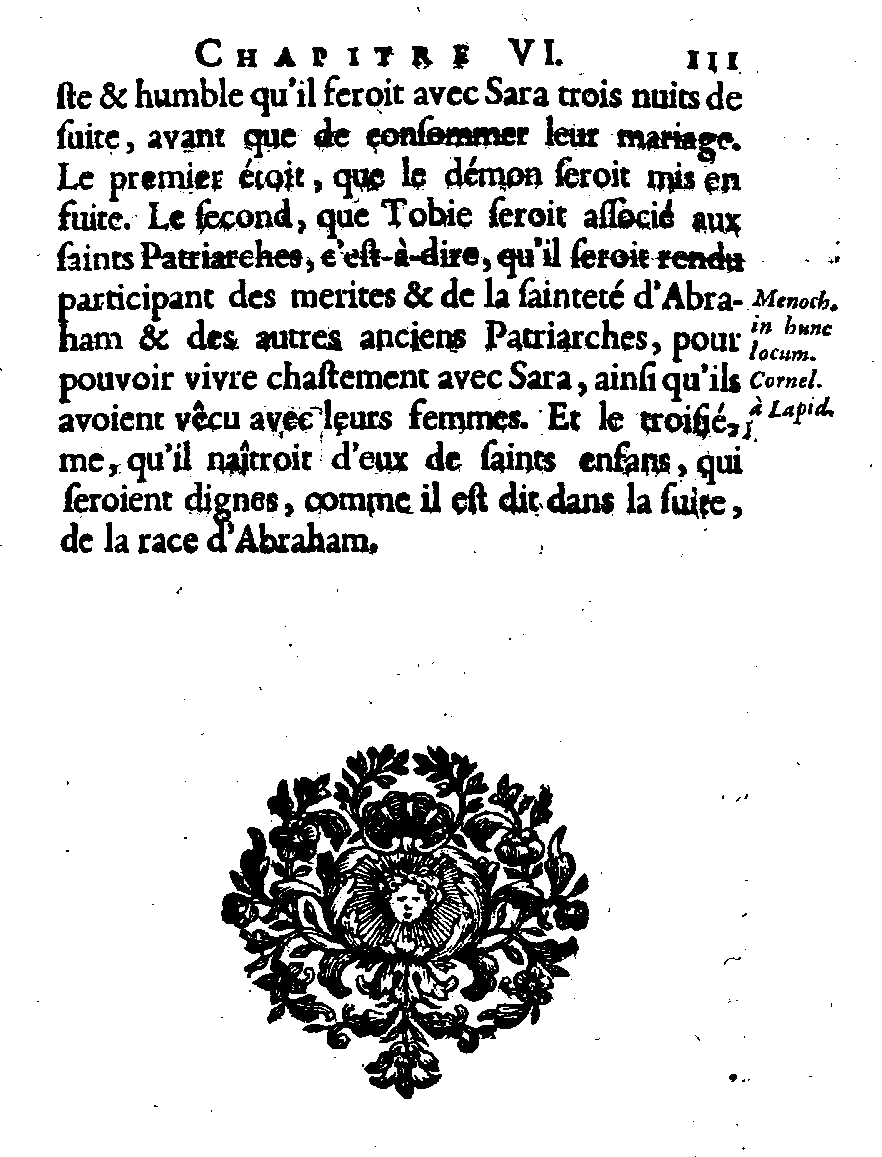 CHAPITRE VI. 111
ſte & humble qu'il feroit avec Sara trois nuits de
ſuite, avant que de conſommer leur mariage.
Le premier étoit, que le démon ſeroit mis en
fuite. Le ſecond, que Tobie ſeroit aſſocié aux
ſaints Patriarches, c'eſt-à-dire, qu'il ſeroit rendu
participant des merites & de la ſainteté d'Abra-
ham & des autres anciens Patriarches, pour
pouvoir vivre chaſtement avec Sara, ainſi qu'ils
avoient vêcu avec leurs femmes. Et le troiſié-
me, qu'il naîtroit d'eux de ſaints enfans, qui
ſeroient dignes, comme il eſt dit dans la ſuite,
de la race d'Abraham.
Menoch.
in hunc
locum.
Cornel.
à Lapid.